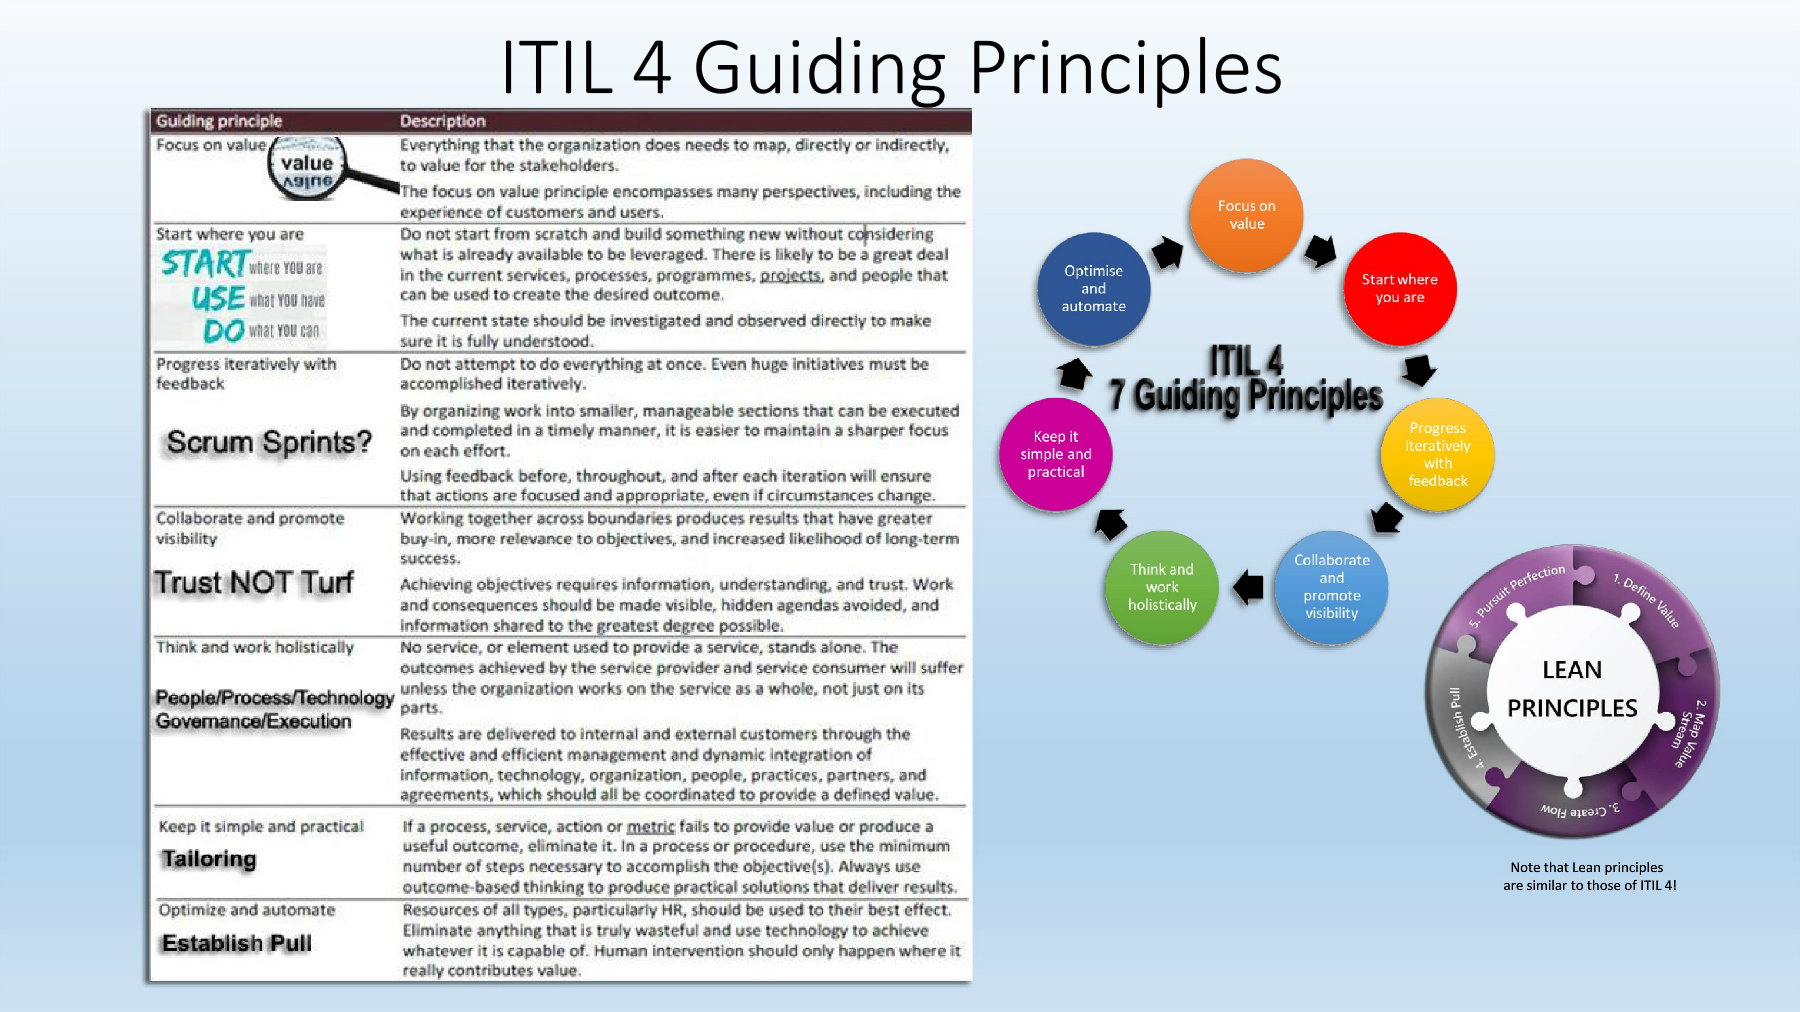 ITIL 4 Guiding Principles
Guiding principle
Description
Focus on value
value
Everything that the organization does needs to map, directly or indirectly,
to value for the stakeholders.
The focus on value principle encompasses many perspectives, including the
experience of customers and users.
Start where you are
START where YOU are
USE what YOU have
DO what YOU can
Do not start from scratch and build something new without considering
what is already available to be leveraged. There is likely to be a great deal
in the current services, processes, programmes, projects, and people that
can be used to create the desired outcome.
The current state should be investigated and observed directly to make
sure it is fully understood.
Progress iteratively with
feedback
Scrum Sprints?
Do not attempt to do everything at once. Even huge initiatives must be
accomplished iteratively.
By organizing work into smaller, manageable sections that can be executed
and completed in a timely manner, it is easier to maintain a sharper focus
on each effort.
Using feedback before, throughout, and after each iteration will ensure
that actions are focused and appropriate, even if circumstances change.
Collaborate and promote
visibility
Trust NOT Turf
Working together across boundaries produces results that have greater
buy-in, more relevance to objectives, and increased likelihood of long-term
success.
Achieving objectives requires information, understanding, and trust. Work
and consequences should be made visible, hidden agendas avoided, and
information shared to the greatest degree possible.
Think and work holistically
People/Process/Technology
Governance/Execution
No service, or element used to provide a service, stands alone. The
outcomes achieved by the service provider and service consumer will suffer
unless the organization works on the service as a whole, not just on its
parts.
Results are delivered to internal and external customers through the
effective and efficient management and dynamic integration of
information, technology, organization, people, practices, partners, and
agreements, which should all be coordinated to provide a defined value.
Keep it simple and practical
Tailoring
If a process, service, action or metric fails to provide value or produce a
useful outcome, eliminate it. In a process or procedure, use the minimum
number of steps necessary to accomplish the objective(s). Always use
outcome-based thinking to produce practical solutions that deliver results.
Optimize and automate
Establish Pull
Resources of all types, particularly HR, should be used to their best effect.
Eliminate anything that is truly wasteful and use technology to achieve
whatever it is capable of. Human intervention should only happen where it
really contributes value.
Focus on
value
Start where
you are
Progress
iteratively
with
feedback
Collaborate
and
promote
visibility
Think and
work
holistically
Keep it
simple and
practical
Optimise
and
automate
ITIL 4
7 Guiding Principles
LEAN
PRINCIPLES
1. Define Value
2. Map Value
Stream
3. Create Flow
4. Establish Pull
5. Pursuit Perfection
Note that Lean principles
are similar to those of ITIL 4!